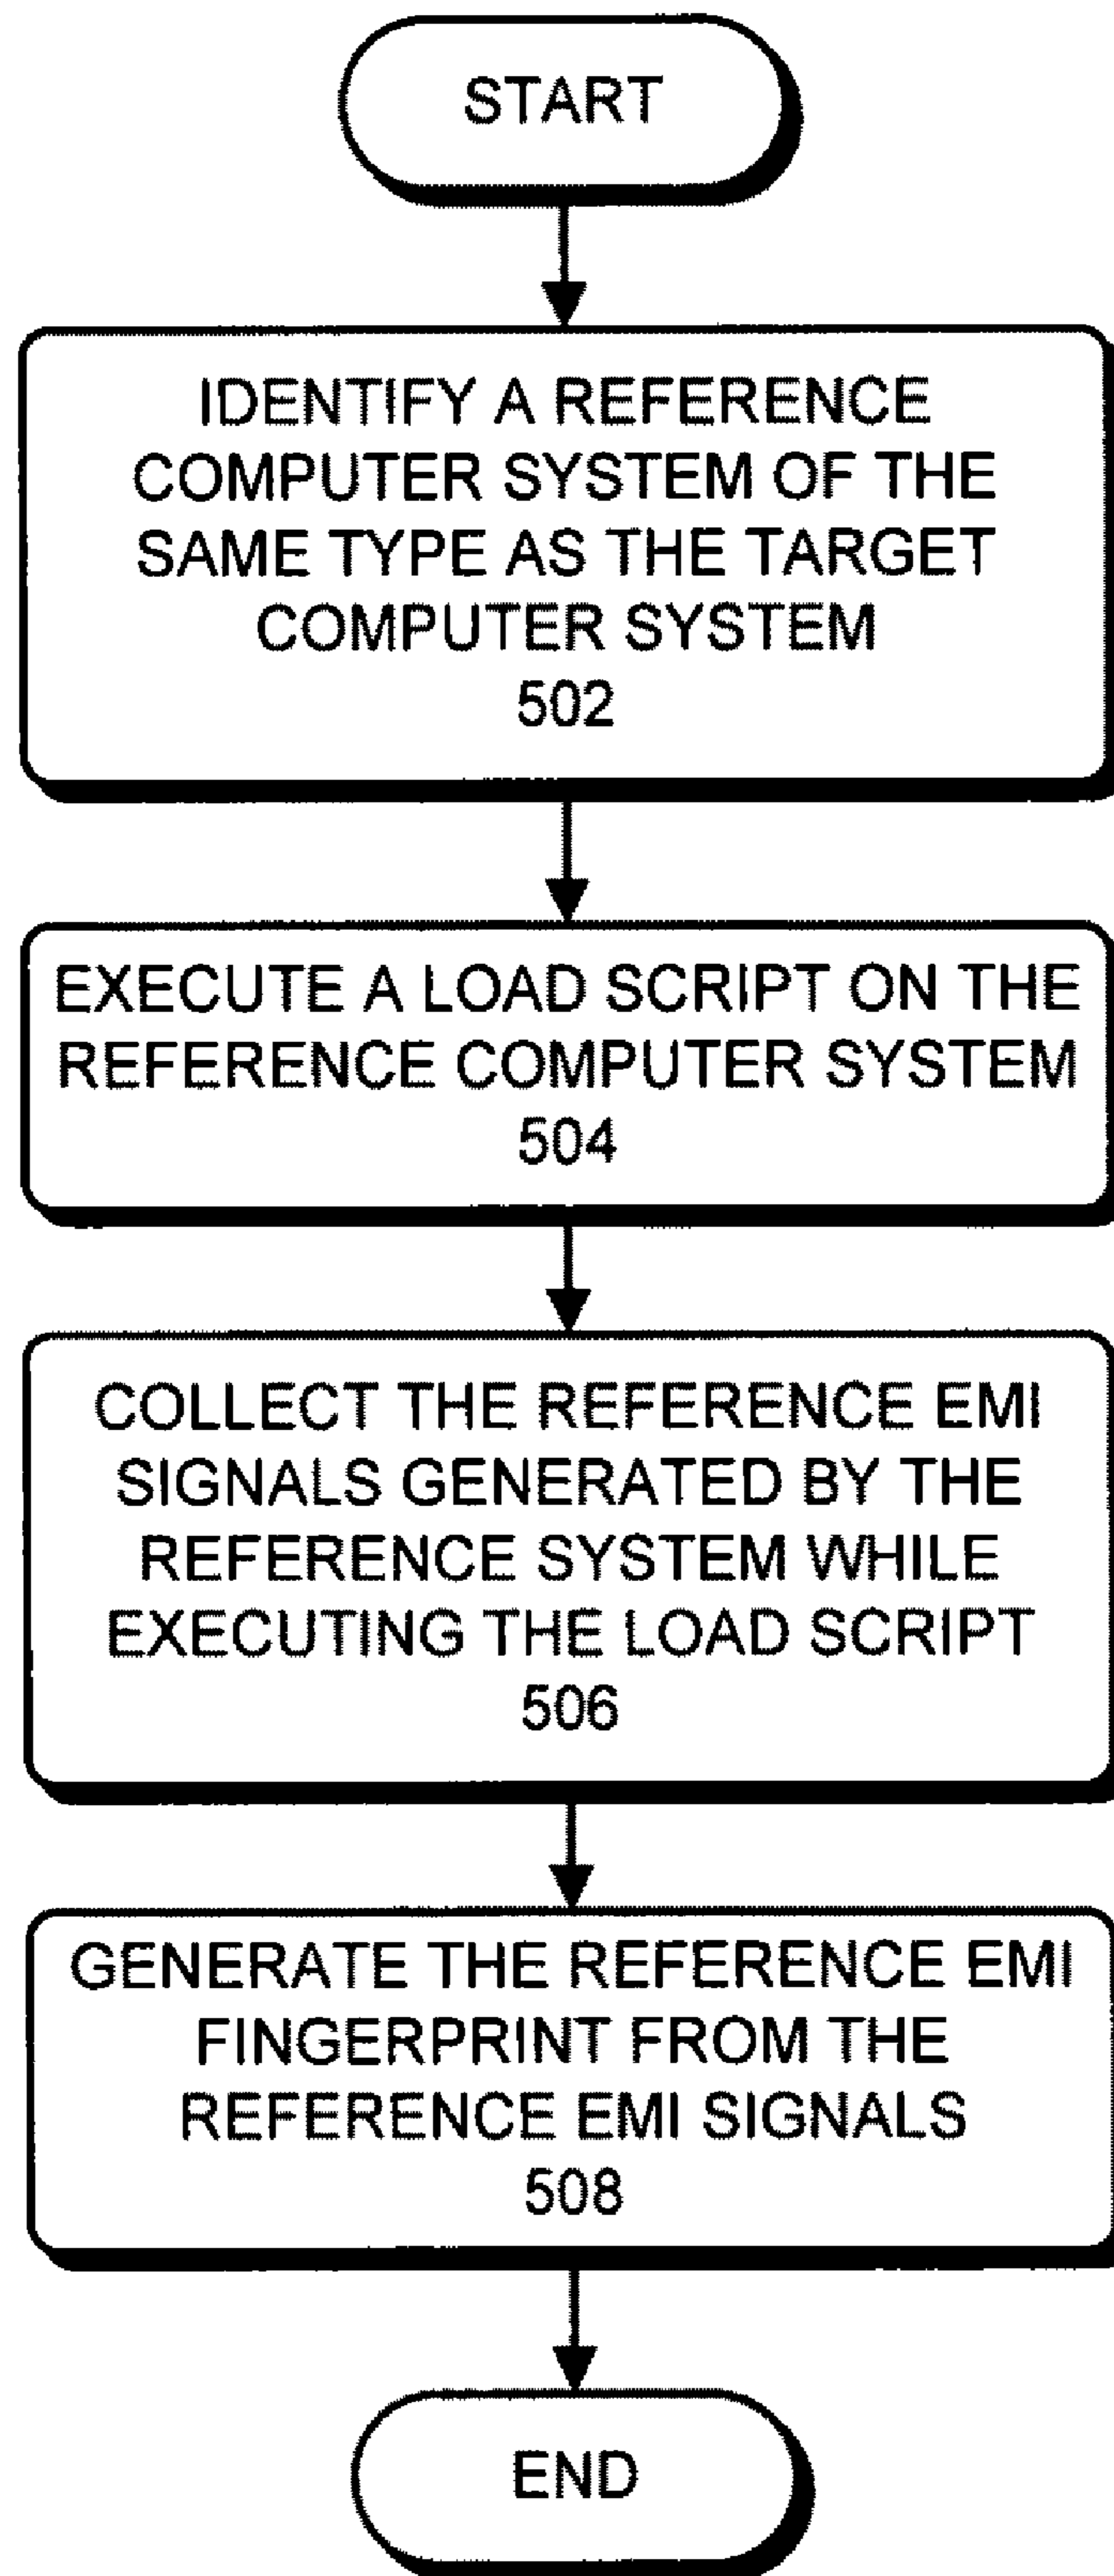 START
IDENTIFY A REFERENCE
COMPUTER SYSTEM OF THE
SAME TYPE AS THE TARGET
COMPUTER SYSTEM
502
EXECUTE A LOAD SCRIPT ON THE
REFERENCE COMPUTER SYSTEM
504
COLLECT THE REFERENCE EMI
SIGNALS GENERATED BY THE
REFERENCE SYSTEM WHILE
EXECUTING THE LOAD SCRIPT
506
GENERATE THE REFERENCE EMI
FINGERPRINT FROM THE
REFERENCE EMI SIGNALS
508
END